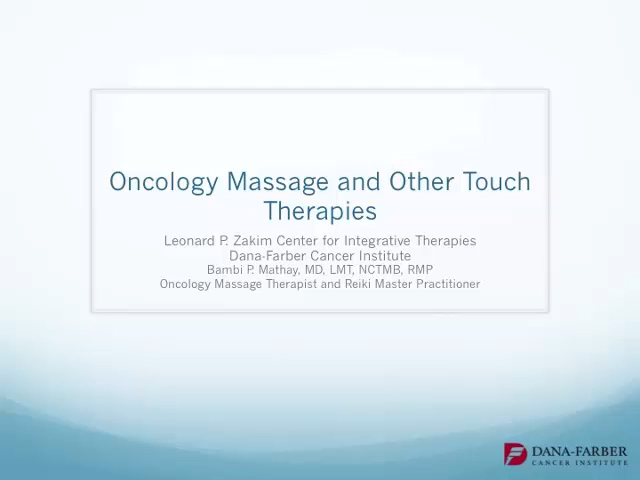 Oncology Massage and Other Touch
Therapies
Leonard P. Zakim Center for Integrative Therapies
Dana-Farber Cancer Institute
Bambi P. Mathay, MD, LMT, NCTMB, RMP
Oncology Massage Therapist and Reiki Master Practitioner
DANA-FARBER
CANCER INSTITUTE